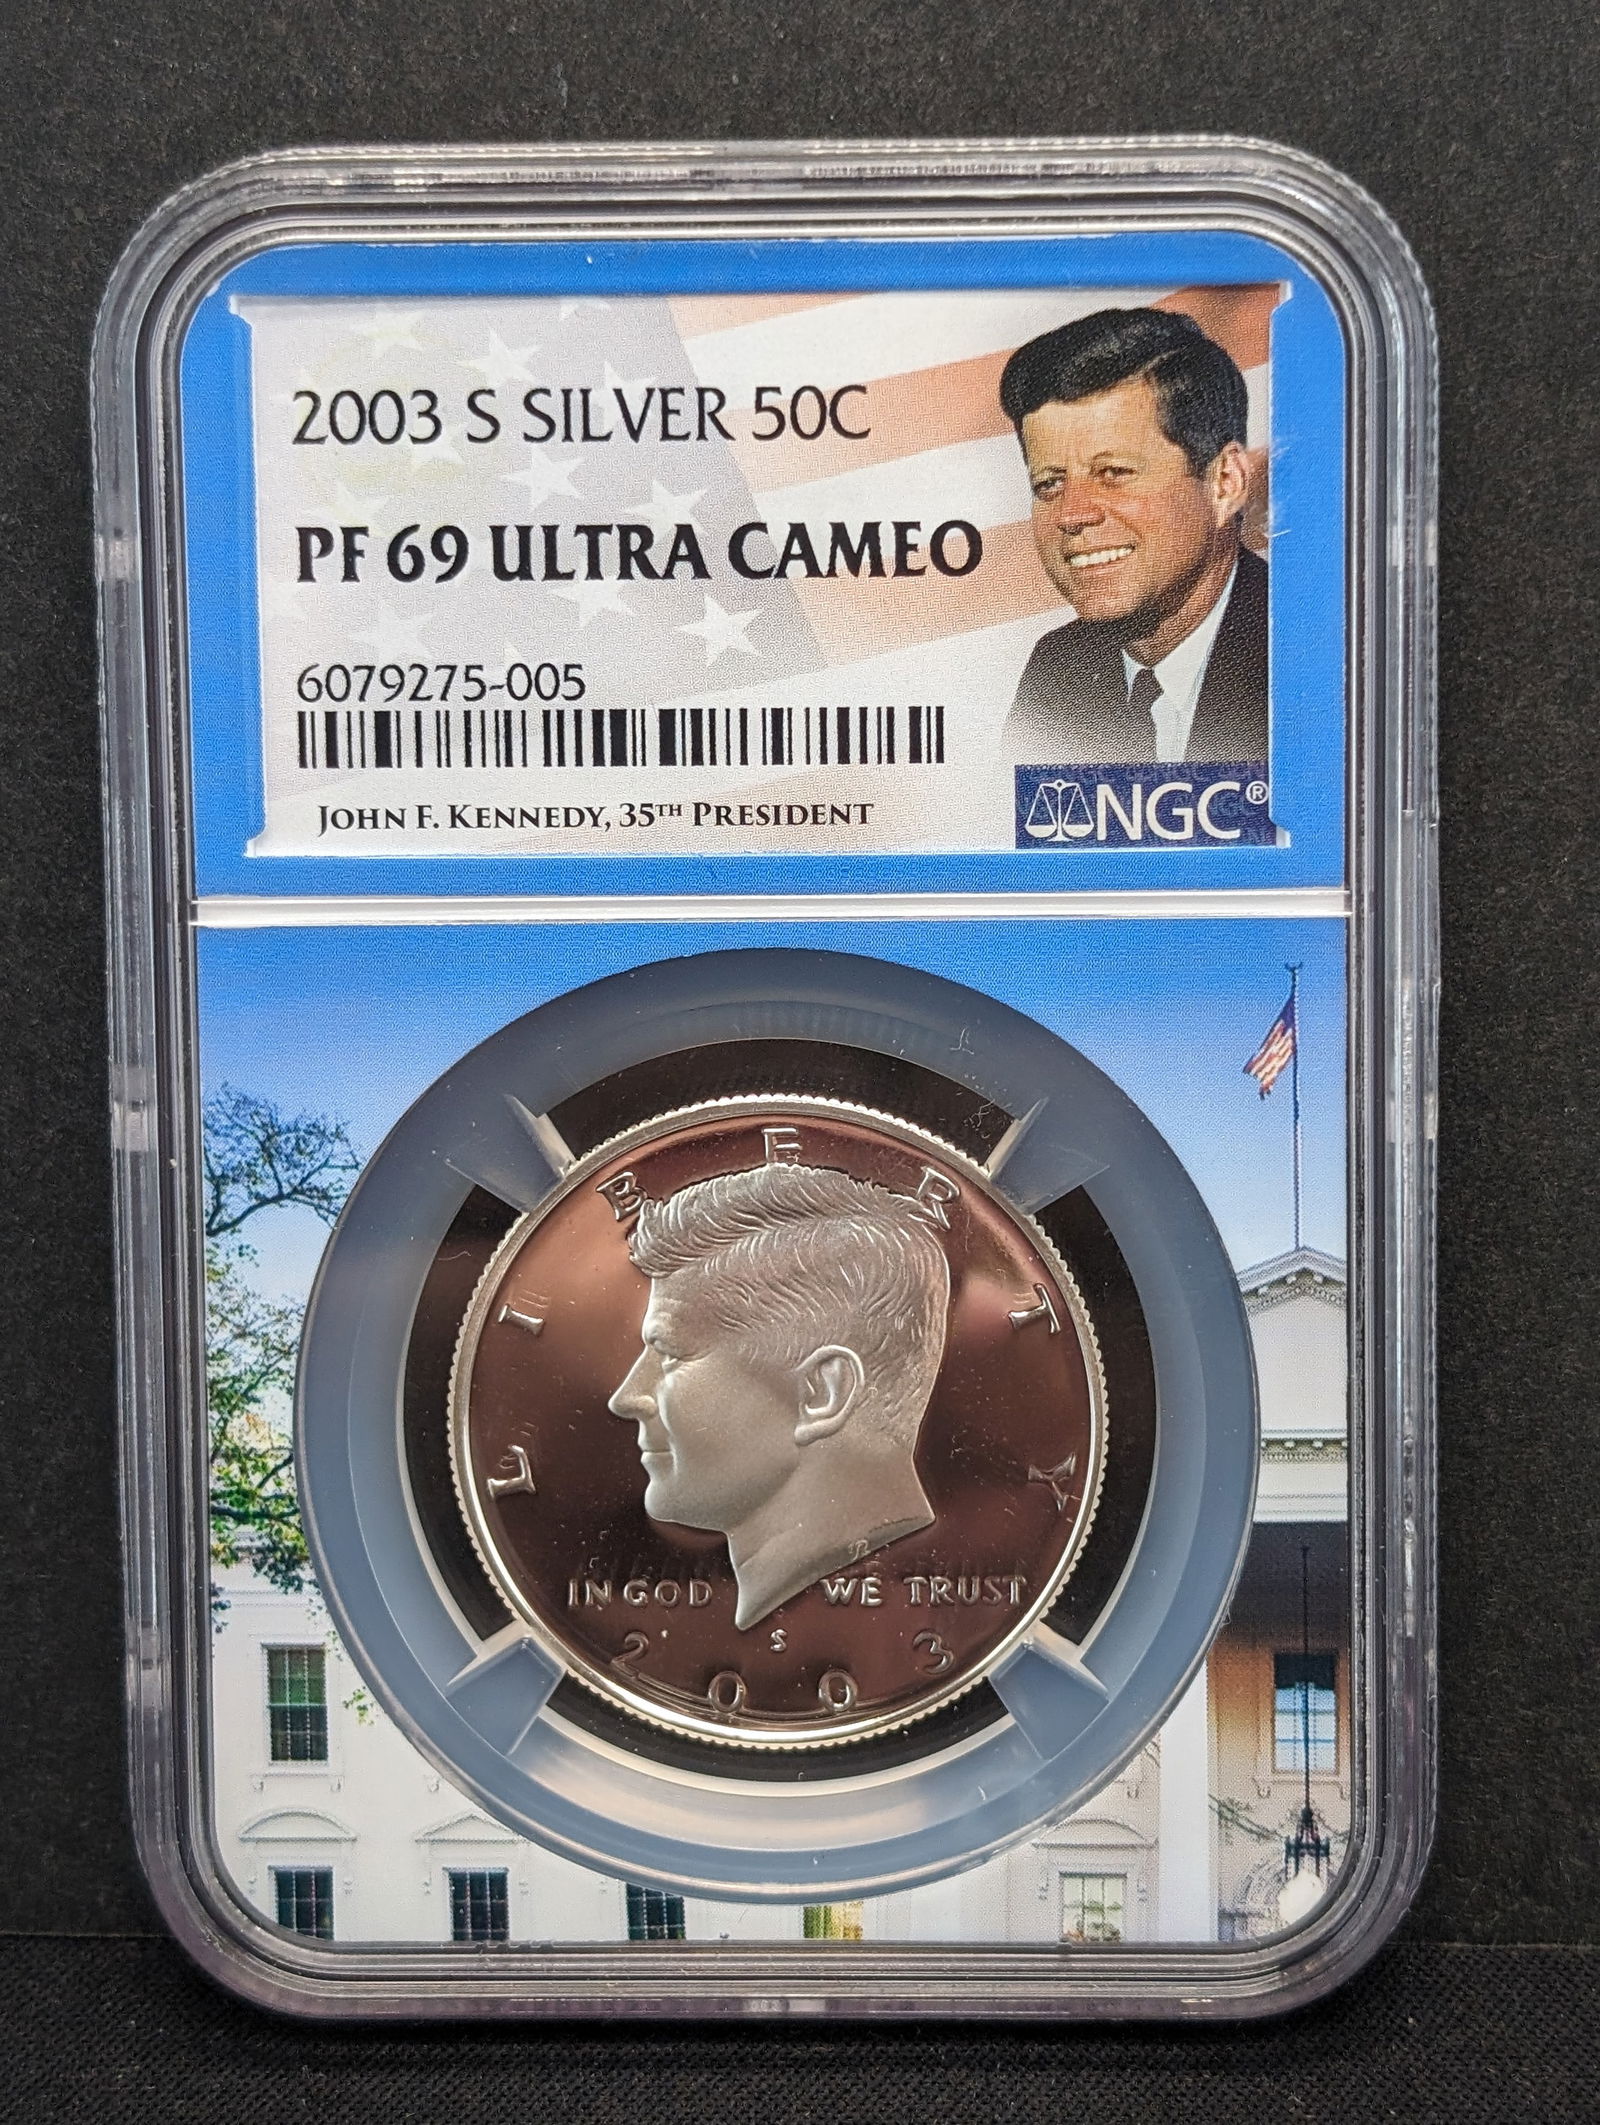 2003 S SILVER 50C
PF 69 ULTRA CAMEO
6079275-005
JOHN F. KENNEDY, 35TH PRESIDENT
NGC®
LIBERTY
IN GOD WE TRUST
S
2003